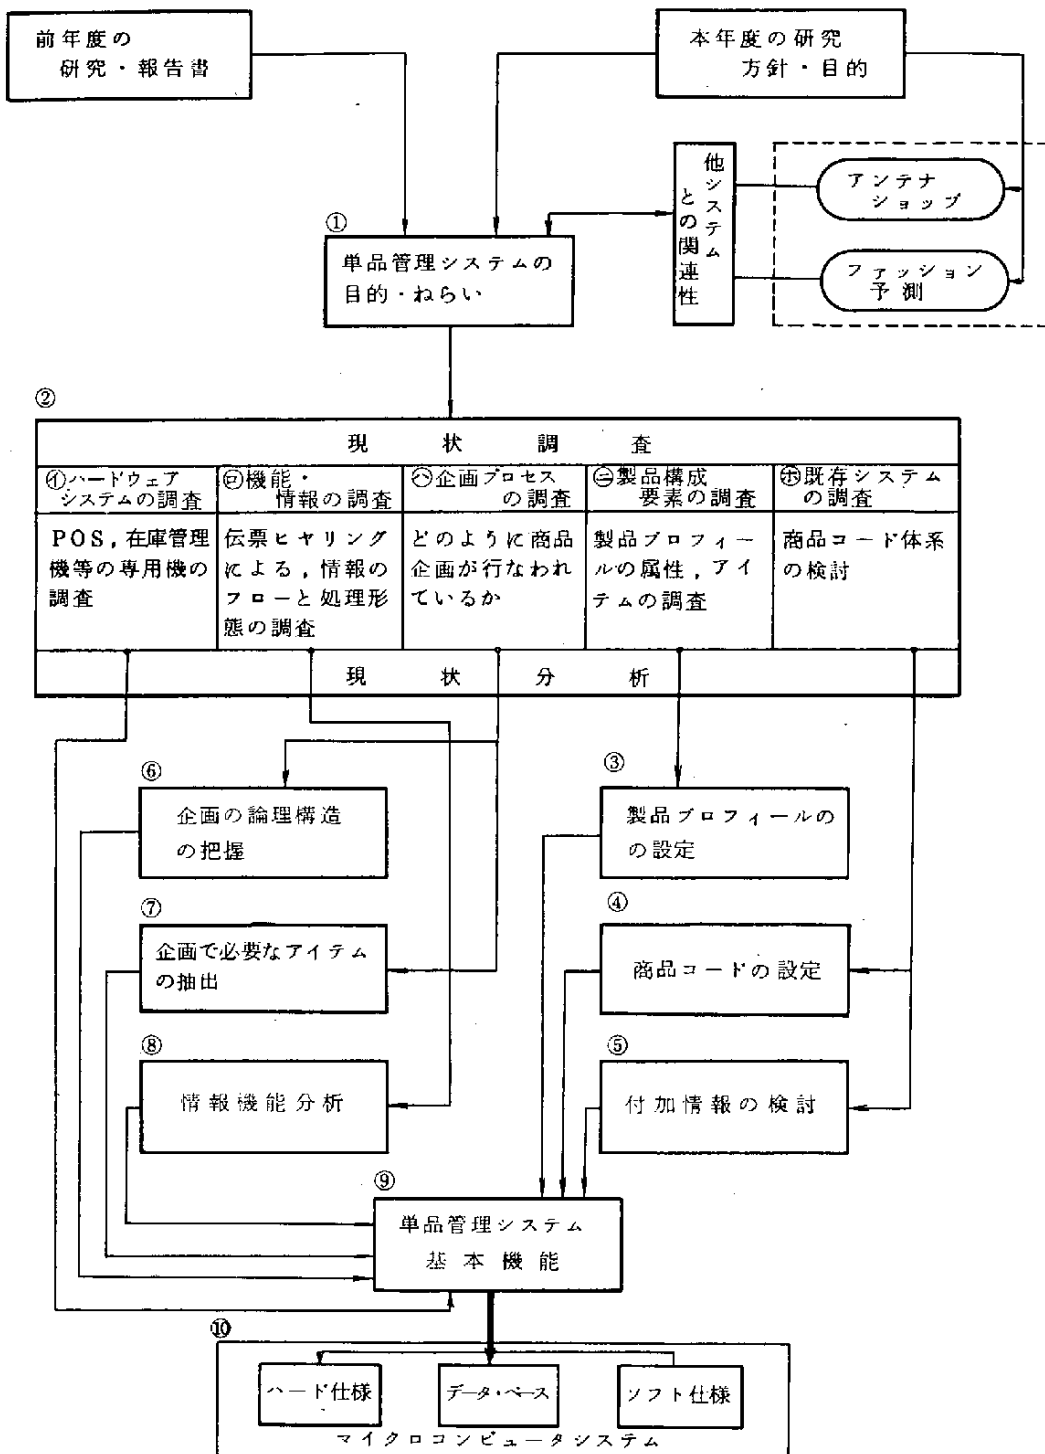 前年度の
研究・報告書
本年度の研究
方針・目的
他システム
との関連性
アンテナ
ショップ
ファッション
予測
①
単品管理システムの
目的・ねらい
②
現状調査
㋑ハードウェア
システムの調査
㋺機能・
情報の調査
㋩企画プロセス
の調査
㋥製品構成
要素の調査
㋭既存システム
の調査
POS,在庫管理
機等の専用機の
調査
伝票ヒヤリング
による,情報の
フローと処理形
態の調査
どのように商品
企画が行なわれ
ているか
製品プロフィー
ルの属性,アイ
テムの調査
商品コード体系
の検討
現状分析
⑥
企画の論理構造
の把握
③
製品プロフィールの
の設定
⑦
企画で必要なアイテム
の抽出
④
商品コードの設定
⑧
情報機能分析
⑤
付加情報の検討
⑨
単品管理システム
基本機能
⑩
ハード仕様
データ・ベース
ソフト仕様
マイクロコンピュータシステム